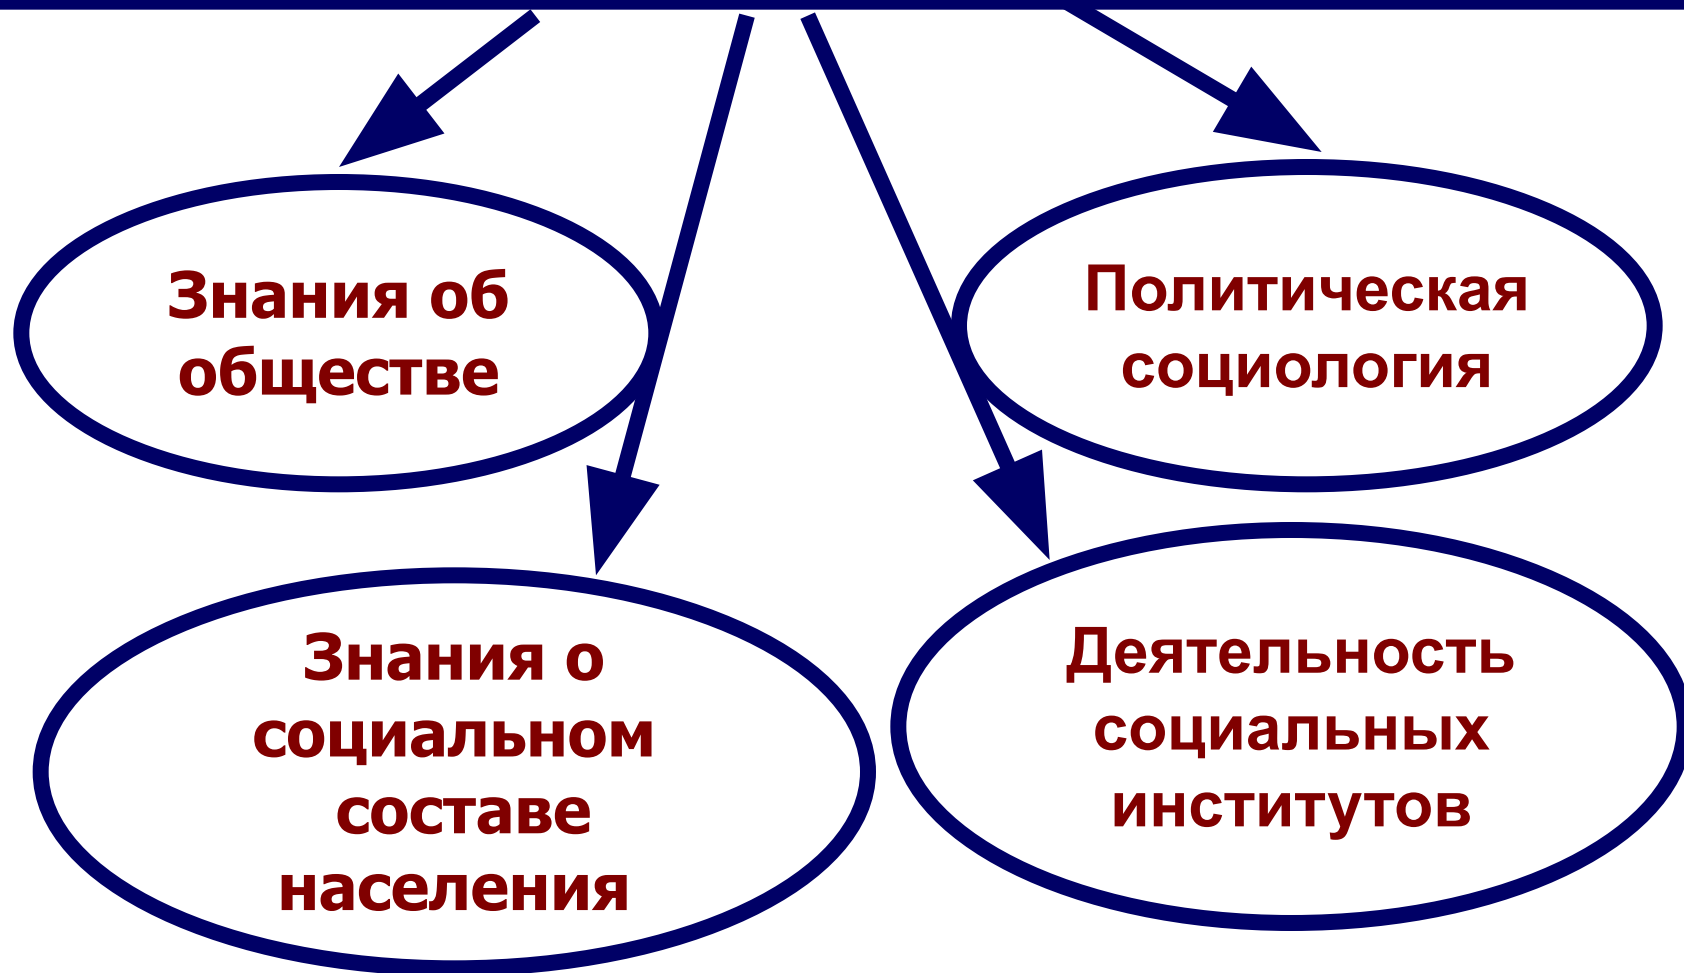 Знания об
обществе
Политическая
социология
Знания о
социальном
составе
населения
Деятельность
социальных
институтов